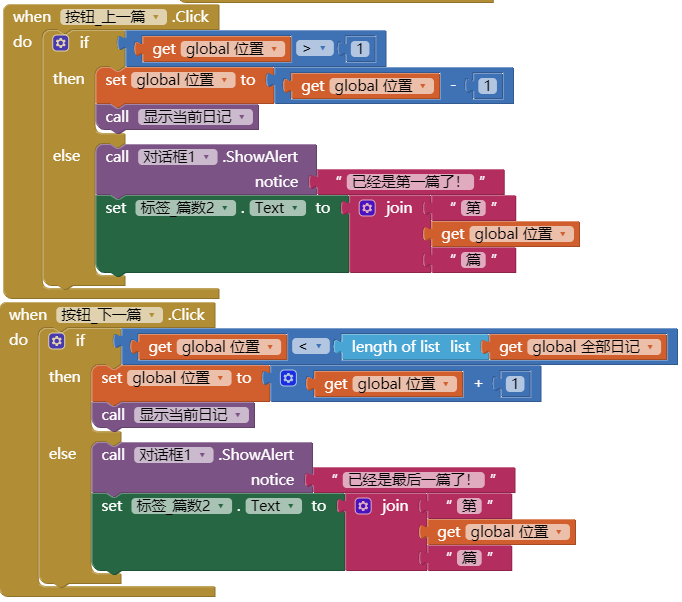 when 按钮_上一篇 .Click
do if get global 位置 > 1
then set global 位置 to get global 位置 - 1
call 显示当前日记
else call 对话框1 .ShowAlert
notice " 已经是第一篇了！ "
set 标签_篇数2 . Text to join " 第 "
get global 位置
" 篇 "
when 按钮_下一篇 .Click
do if get global 位置 < length of list list get global 全部日记
then set global 位置 to get global 位置 + 1
call 显示当前日记
else call 对话框1 .ShowAlert
notice " 已经是最后一篇了！ "
set 标签_篇数2 . Text to join " 第 "
get global 位置
" 篇 "